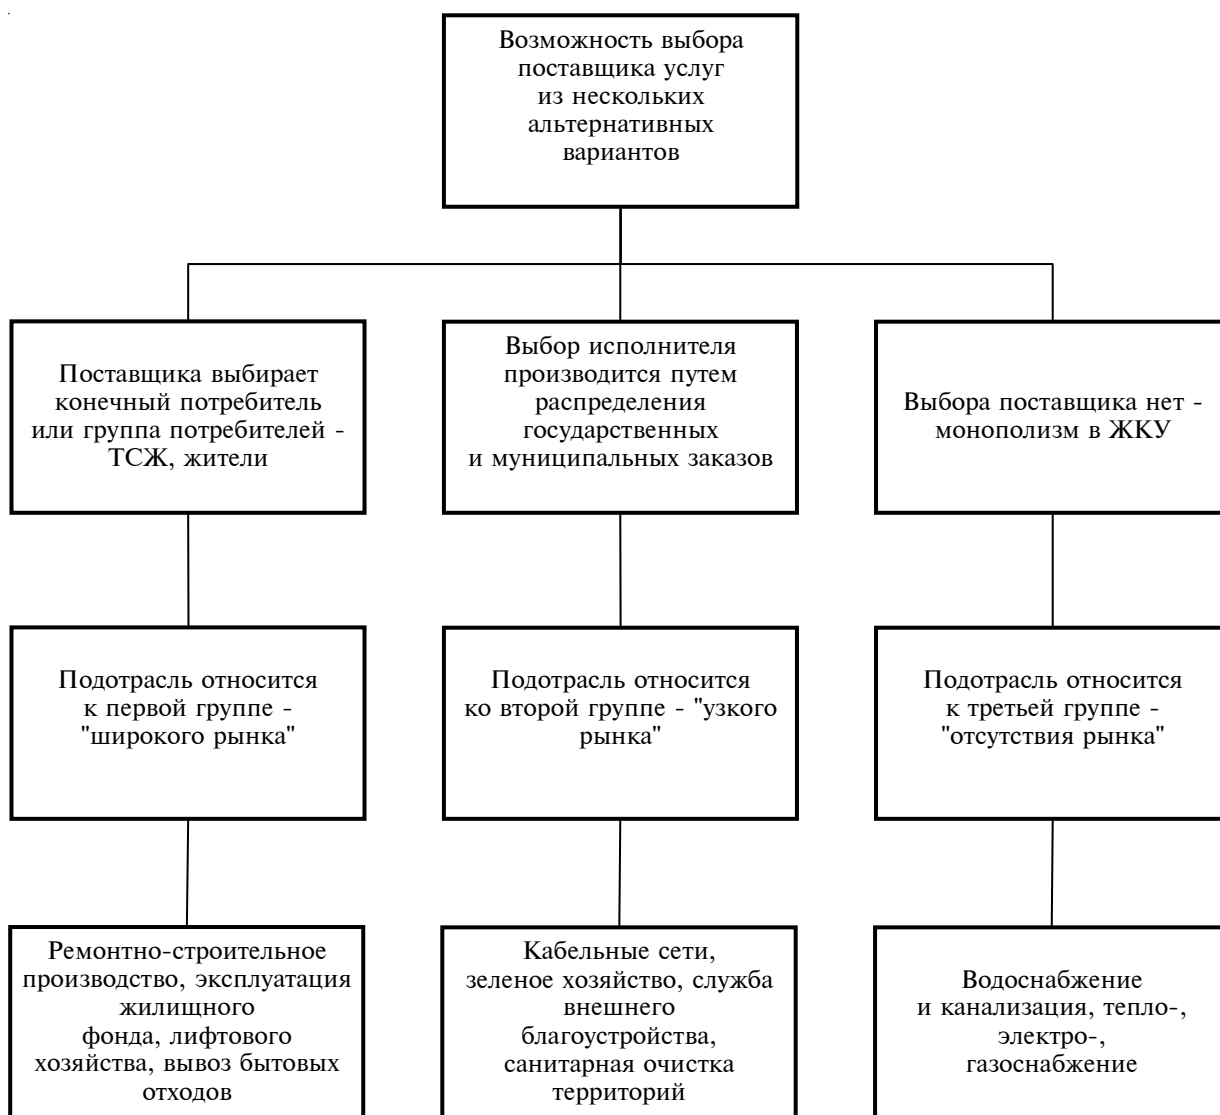 Возможность выбора
поставщика услуг
из нескольких
альтернативных
вариантов
Поставщика выбирает
конечный потребитель
или группа потребителей -
ТСЖ, жители
Выбор исполнителя
производится путем
распределения
государственных
и муниципальных заказов
Выбора поставщика нет -
монополизм в ЖКУ
Подотрасль относится
к первой группе -
"широкого рынка"
Подотрасль относится
ко второй группе - "узкого
рынка"
Подотрасль относится
к третьей группе -
"отсутствия рынка"
Ремонтно-строительное
производство, эксплуатация
жилищного
фонда, лифтового
хозяйства, вывоз бытовых
отходов
Кабельные сети,
зеленое хозяйство, служба
внешнего
благоустройства,
санитарная очистка
территорий
Водоснабжение
и канализация, тепло-,
электро-,
газоснабжение